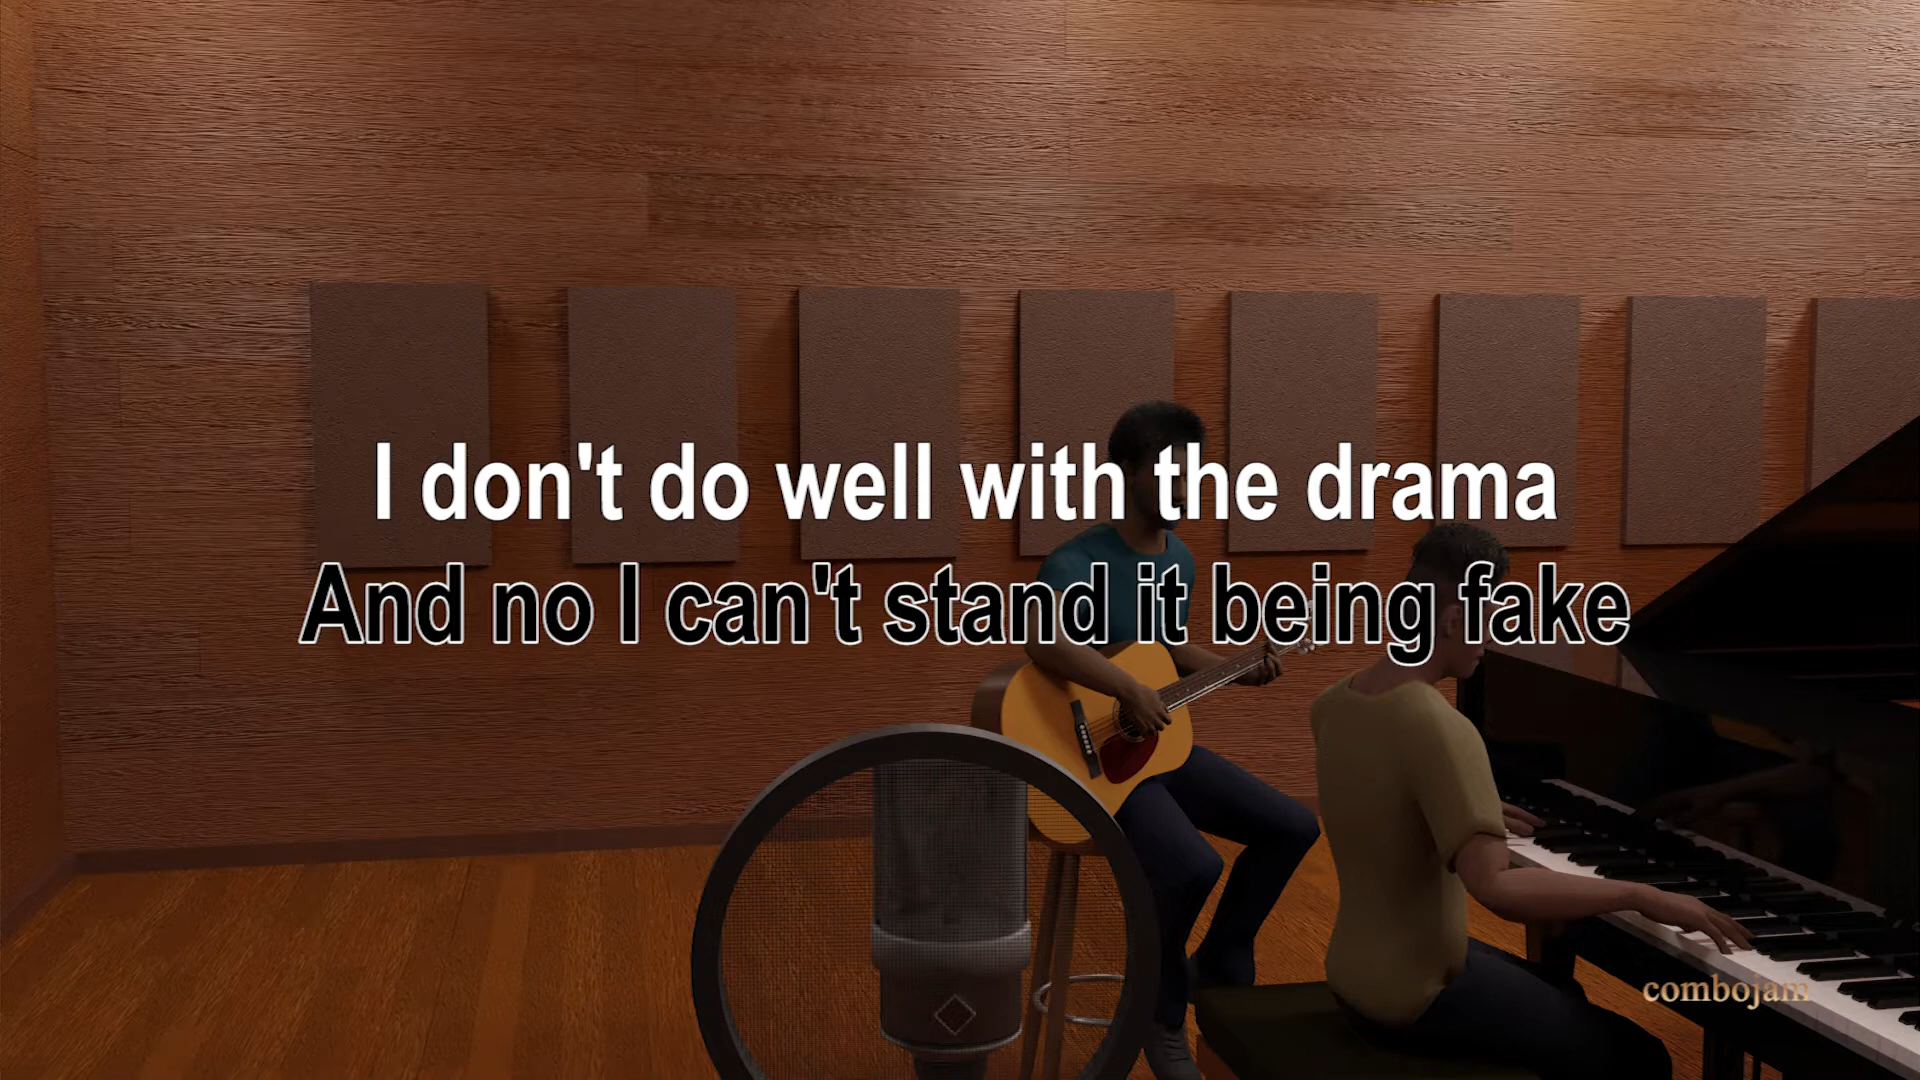 I don't do well with the drama
And no I can't stand it being fake
combojam